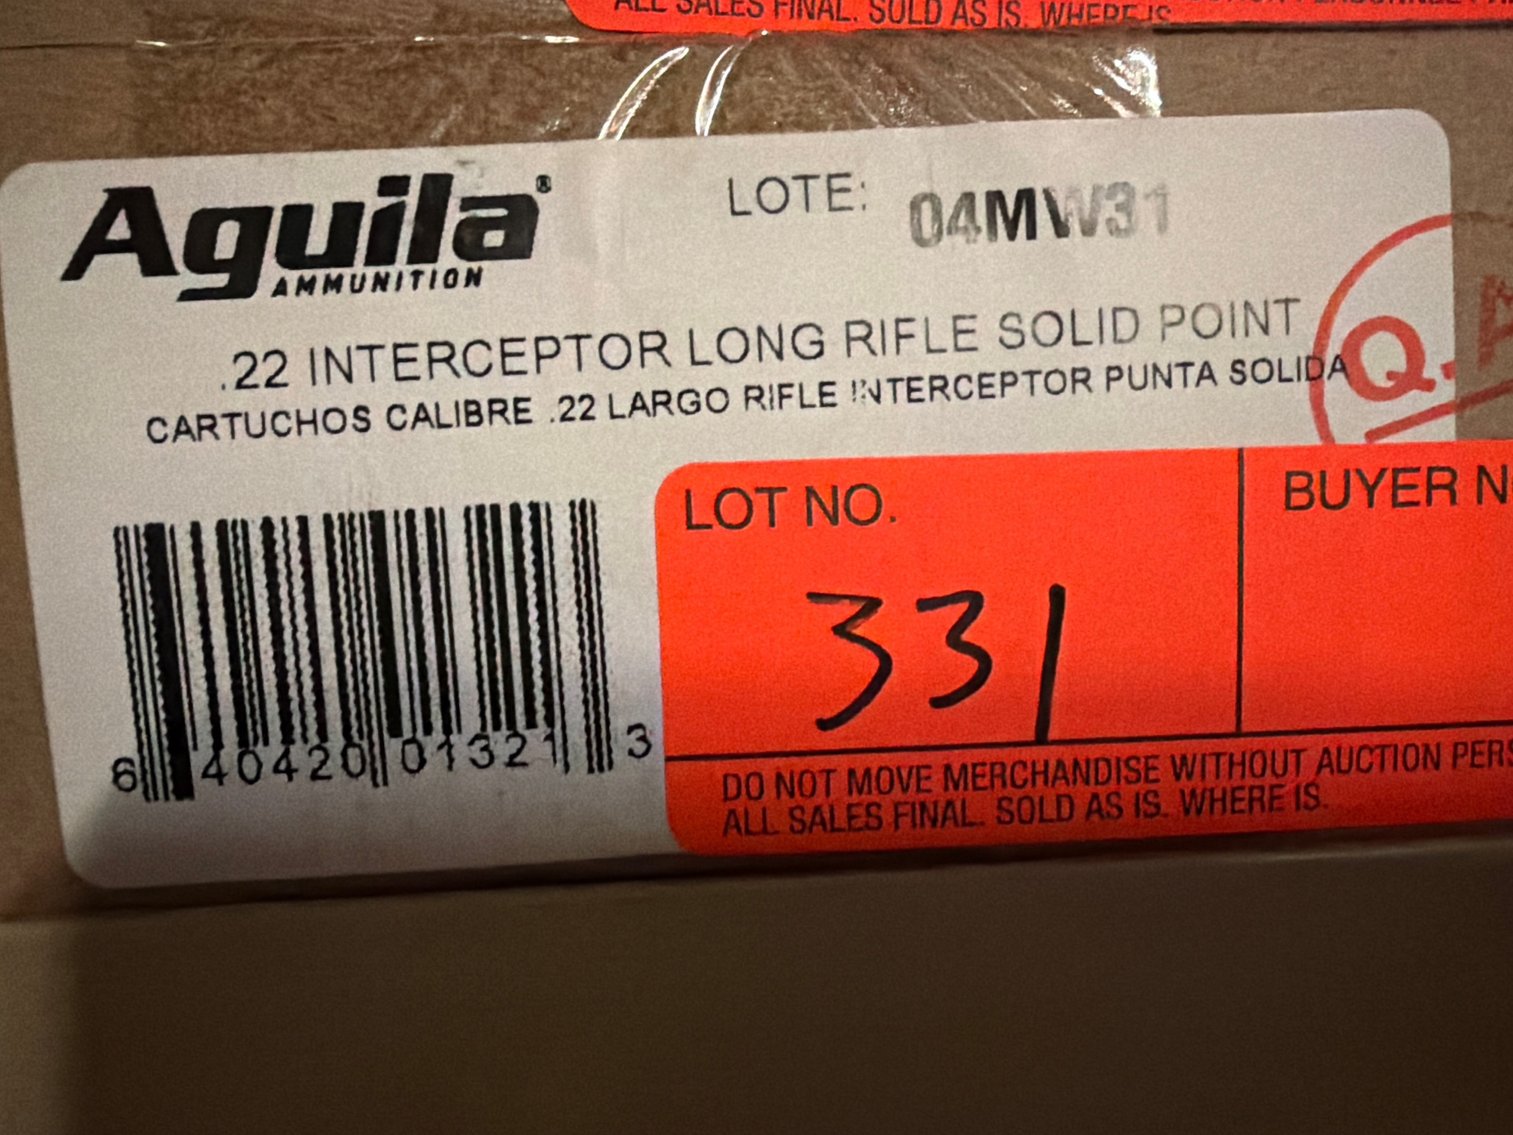 ALL SALES FINAL. SOLD AS IS. WHERE IS
Aguila®
AMMUNITION
LOTE: 04MW31
.22 INTERCEPTOR LONG RIFLE SOLID POINT
CARTUCHOS CALIBRE .22 LARGO RIFLE INTERCEPTOR PUNTA SOLIDA
Q.A
6 40420 01321 3
LOT NO.
BUYER N
331
DO NOT MOVE MERCHANDISE WITHOUT AUCTION PERS
ALL SALES FINAL. SOLD AS IS. WHERE IS.